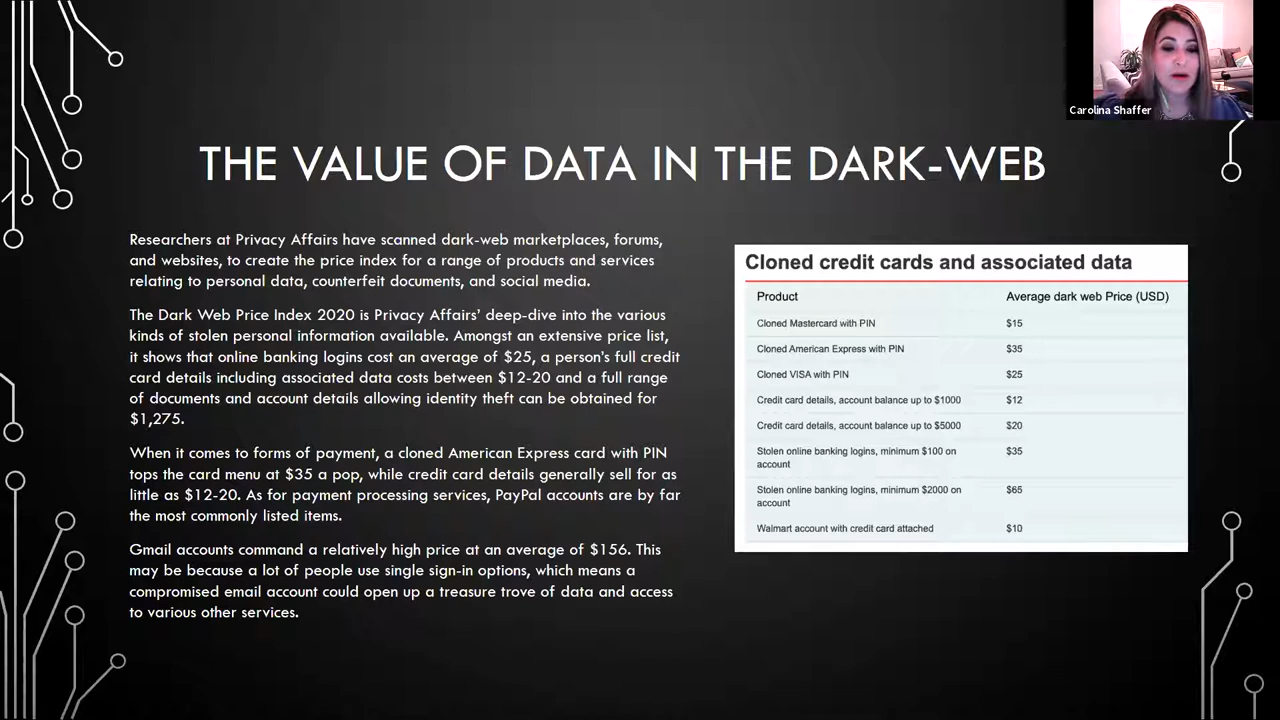 Carolina Shaffer
THE VALUE OF DATA IN THE DARK-WEB
Researchers at Privacy Affairs have scanned dark-web marketplaces, forums,
and websites, to create the price index for a range of products and services
relating to personal data, counterfeit documents, and social media.
The Dark Web Price Index 2020 is Privacy Affairs’ deep-dive into the various
kinds of stolen personal information available. Amongst an extensive price list,
it shows that online banking logins cost an average of $25, a person’s full credit
card details including associated data costs between $12-20 and a full range
of documents and account details allowing identity theft can be obtained for
$1,275.
When it comes to forms of payment, a cloned American Express card with PIN
tops the card menu at $35 a pop, while credit card details generally sell for as
little as $12-20. As for payment processing services, PayPal accounts are by far
the most commonly listed items.
Gmail accounts command a relatively high price at an average of $156. This
may be because a lot of people use single sign-in options, which means a
compromised email account could open up a treasure trove of data and access
to various other services.
Cloned credit cards and associated data
Product Average dark web Price (USD)
Cloned Mastercard with PIN $15
Cloned American Express with PIN $35
Cloned VISA with PIN $25
Credit card details, account balance up to $1000 $12
Credit card details, account balance up to $5000 $20
Stolen online banking logins, minimum $100 on $35
account
Stolen online banking logins, minimum $2000 on $65
account
Walmart account with credit card attached $10